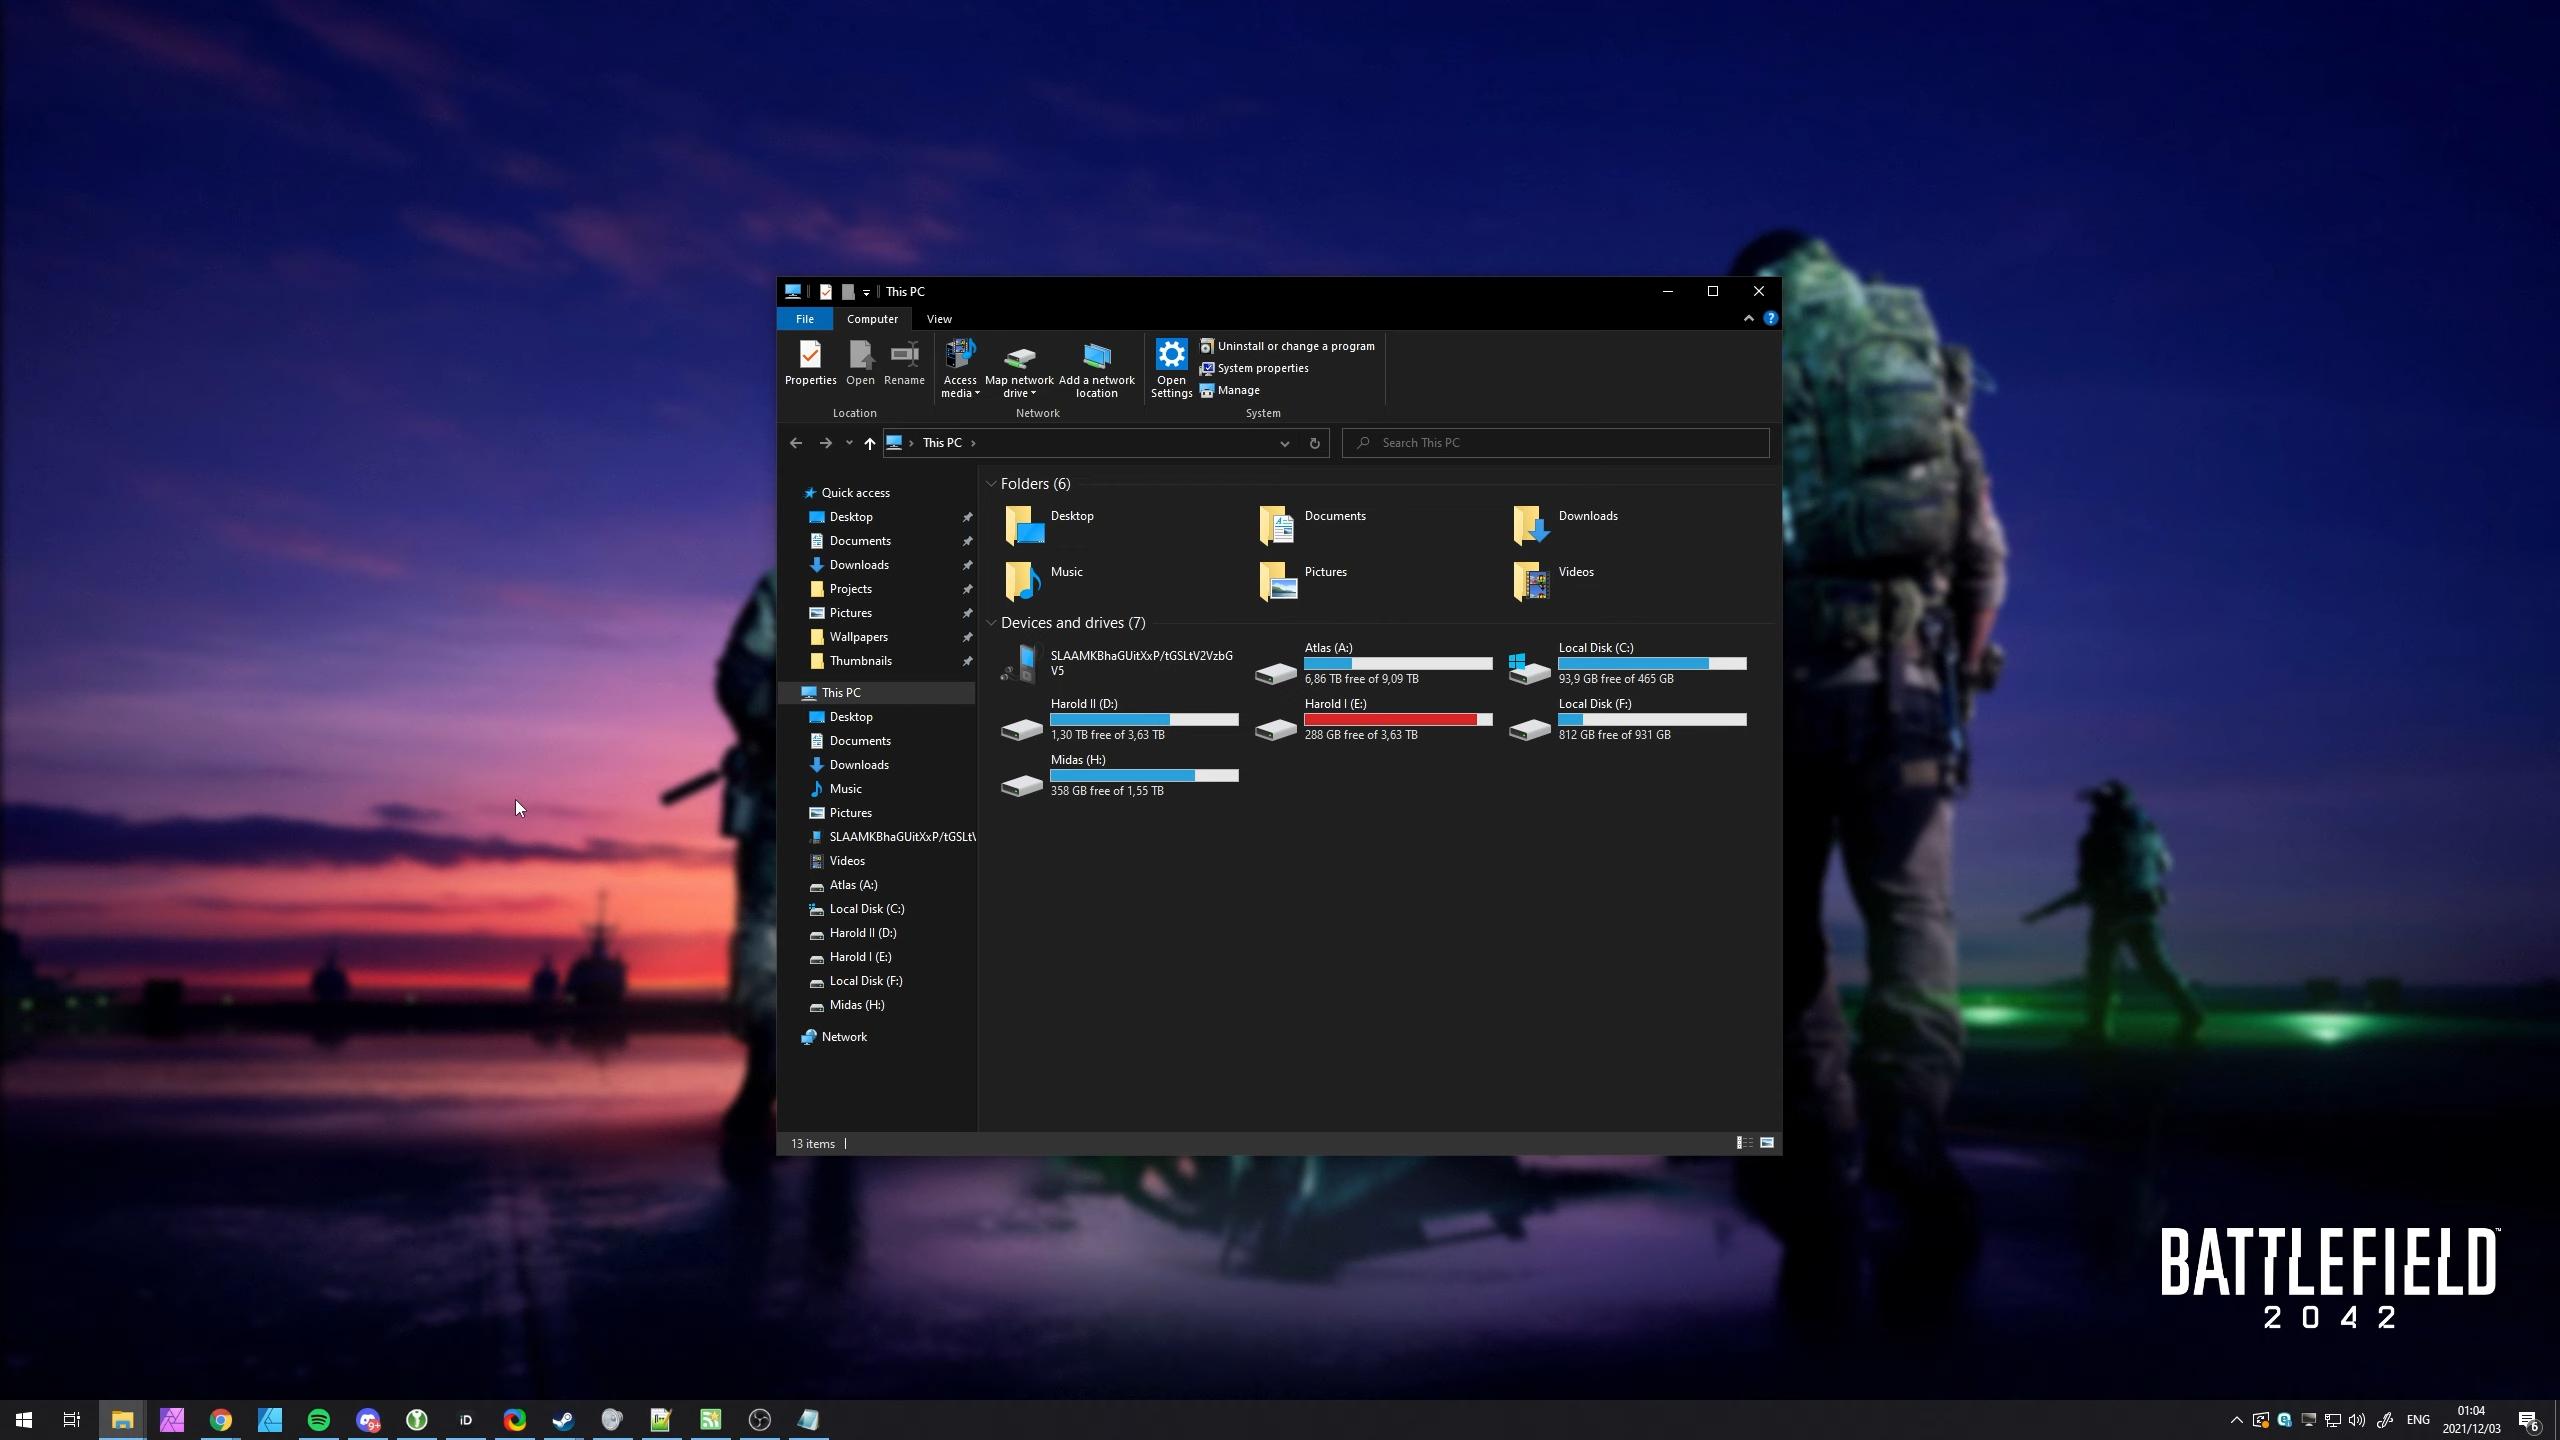 This PC
File Computer View
Properties Open Rename Access media Map network drive Add a network location Open Settings Uninstall or change a program
System properties
Manage
Location Network System
This PC Search This PC
Quick access
Desktop
Documents
Downloads
Projects
Pictures
Wallpapers
Thumbnails
This PC
Desktop
Documents
Downloads
Music
Pictures
SLAAMKBhaGUitXxP/tGSLtV
Videos
Atlas (A:)
Local Disk (C:)
Harold II (D:)
Harold I (E:)
Local Disk (F:)
Midas (H:)
Network
Folders (6)
Desktop Documents Downloads
Music Pictures Videos
Devices and drives (7)
SLAAMKBhaGUitXxP/tGSLtV2VzbG
V5
Atlas (A:)
6,86 TB free of 9,09 TB
Local Disk (C:)
93,9 GB free of 465 GB
Harold II (D:)
1,30 TB free of 3,63 TB
Harold I (E:)
288 GB free of 3,63 TB
Local Disk (F:)
812 GB free of 931 GB
Midas (H:)
358 GB free of 1,55 TB
13 items
BATTLEFIELD™
2042
9+
iD
ENG
01:04
2021/12/03
6